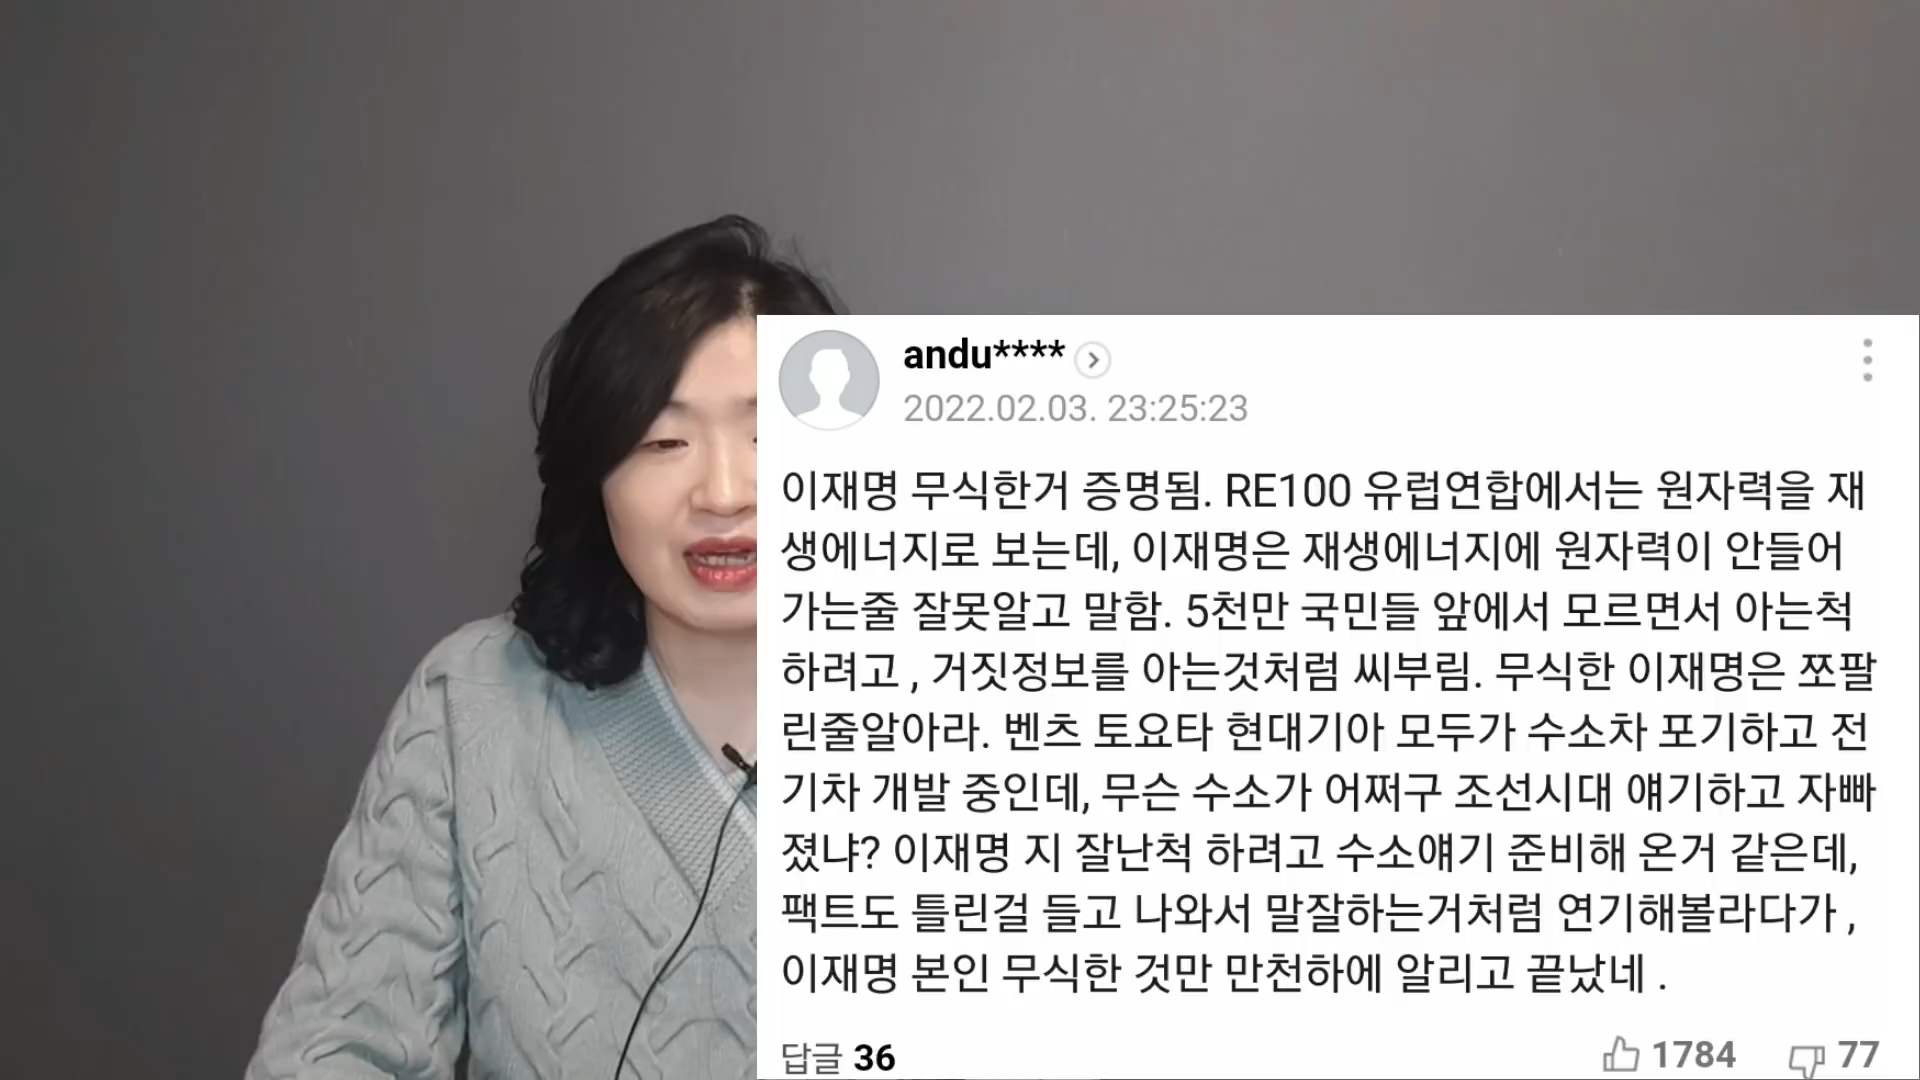 andu****
2022.02.03. 23:25:23
이재명 무식한거 증명됨. RE100 유럽연합에서는 원자력을 재
생에너지로 보는데, 이재명은 재생에너지에 원자력이 안들어
가는줄 잘못알고 말함. 5천만 국민들 앞에서 모르면서 아는척
하려고 , 거짓정보를 아는것처럼 씨부림. 무식한 이재명은 쪼팔
린줄알아라. 벤츠 토요타 현대기아 모두가 수소차 포기하고 전
기차 개발 중인데, 무슨 수소가 어쩌구 조선시대 얘기하고 자빠
졌냐? 이재명 지 잘난척 하려고 수소얘기 준비해 온거 같은데,
팩트도 틀린걸 들고 나와서 말잘하는거처럼 연기해볼라다가 ,
이재명 본인 무식한 것만 만천하에 알리고 끝났네 .
답글 36
1784 77